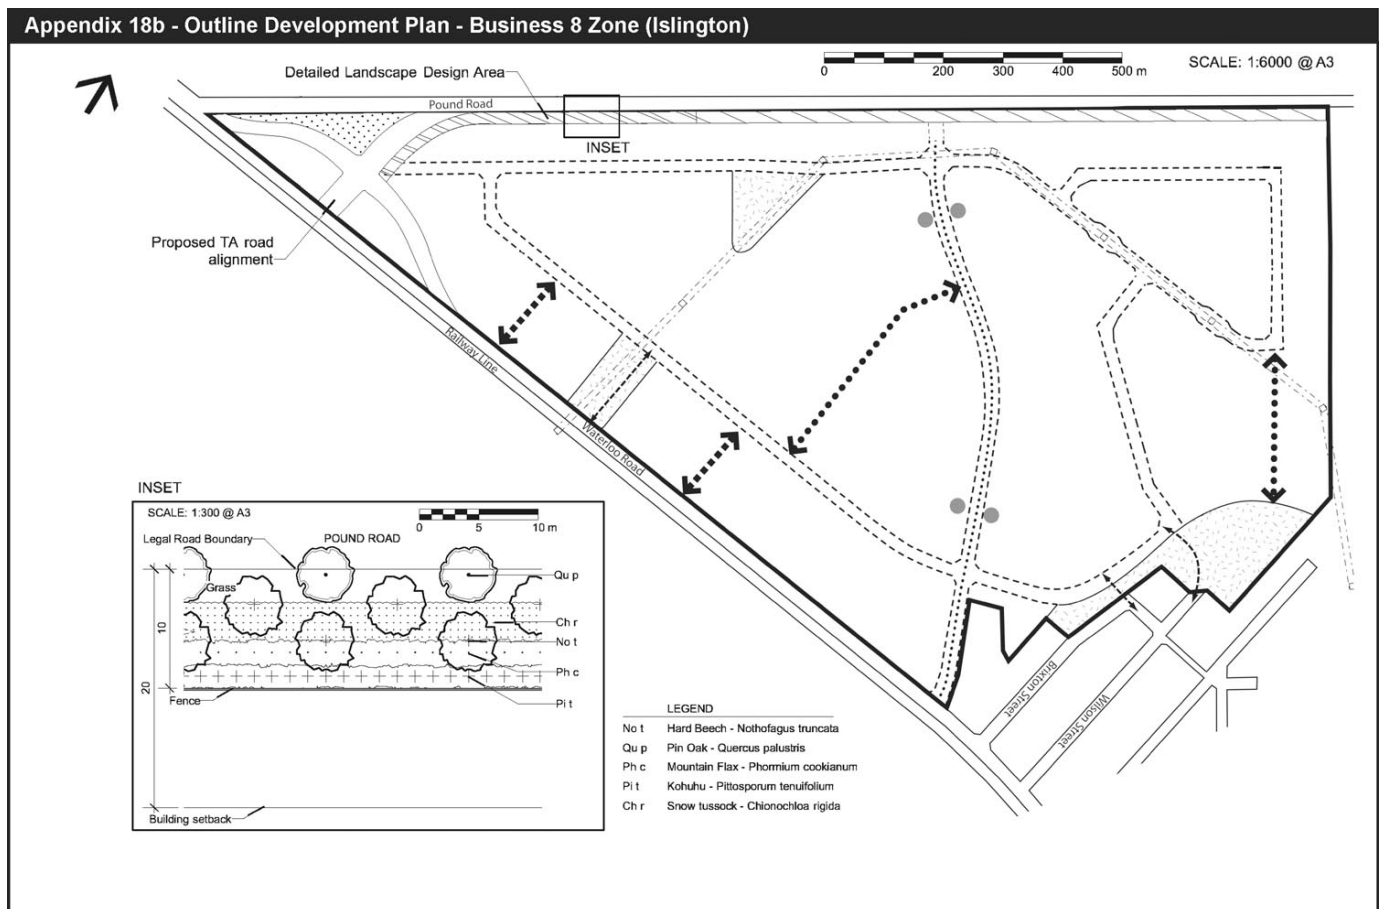 Appendix 18b - Outline Development Plan - Business 8 Zone (Islington)
0 200 300 400 500 m
SCALE: 1:6000 @ A3
Detailed Landscape Design Area
Pound Road
INSET
Proposed TA road
alignment
Railway Line
Waterloo Road
Brixton Street
Wilson Street
INSET
SCALE: 1:300 @ A3
0 5 10 m
Legal Road Boundary
POUND ROAD
Qu p
Grass
Ch r
10
No t
Ph c
20
Fence
Pi t
Building setback
LEGEND
No t Hard Beech - Nothofagus truncata
Qu p Pin Oak - Quercus palustris
Ph c Mountain Flax - Phormium cookianum
Pi t Kohuhu - Pittosporum tenuifolium
Ch r Snow tussock - Chionochloa rigida